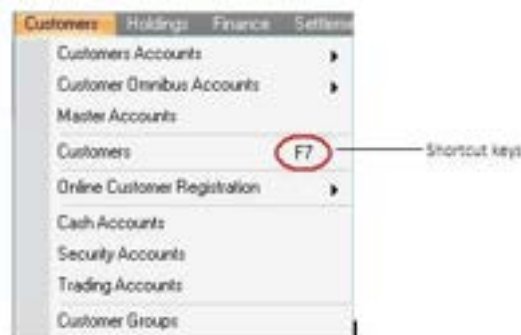 Customers Holdings Finance Settleme
Customers Accounts
Customer Omnibus Accounts
Master Accounts
Customers F7 Shortcut keys
Online Customer Registration
Cash Accounts
Security Accounts
Trading Accounts
Customer Groups